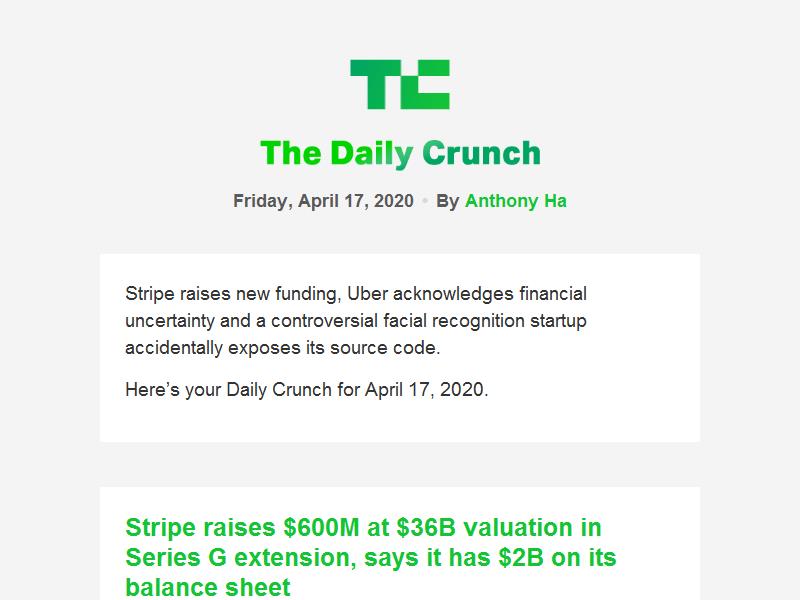 TC
The Daily Crunch
Friday, April 17, 2020 • By Anthony Ha
Stripe raises new funding, Uber acknowledges financial
uncertainty and a controversial facial recognition startup
accidentally exposes its source code.
Here’s your Daily Crunch for April 17, 2020.
Stripe raises $600M at $36B valuation in
Series G extension, says it has $2B on its
balance sheet